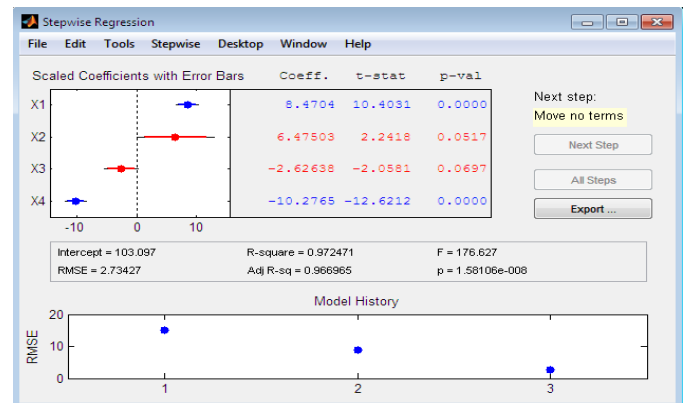 Stepwise Regression
File Edit Tools Stepwise Desktop Window Help
Scaled Coefficients with Error Bars Coeff. t-stat p-val
X1 8.4704 10.4031 0.0000
X2 6.47503 2.2418 0.0517
X3 -2.62638 -2.0581 0.0697
X4 -10.2765 -12.6212 0.0000
-10 0 10
Next step:
Move no terms
Next Step
All Steps
Export ...
Intercept = 103.097 R-square = 0.972471 F = 176.627
RMSE = 2.73427 Adj R-sq = 0.966965 p = 1.58106e-008
Model History
RMSE
20
10
0
1 2 3